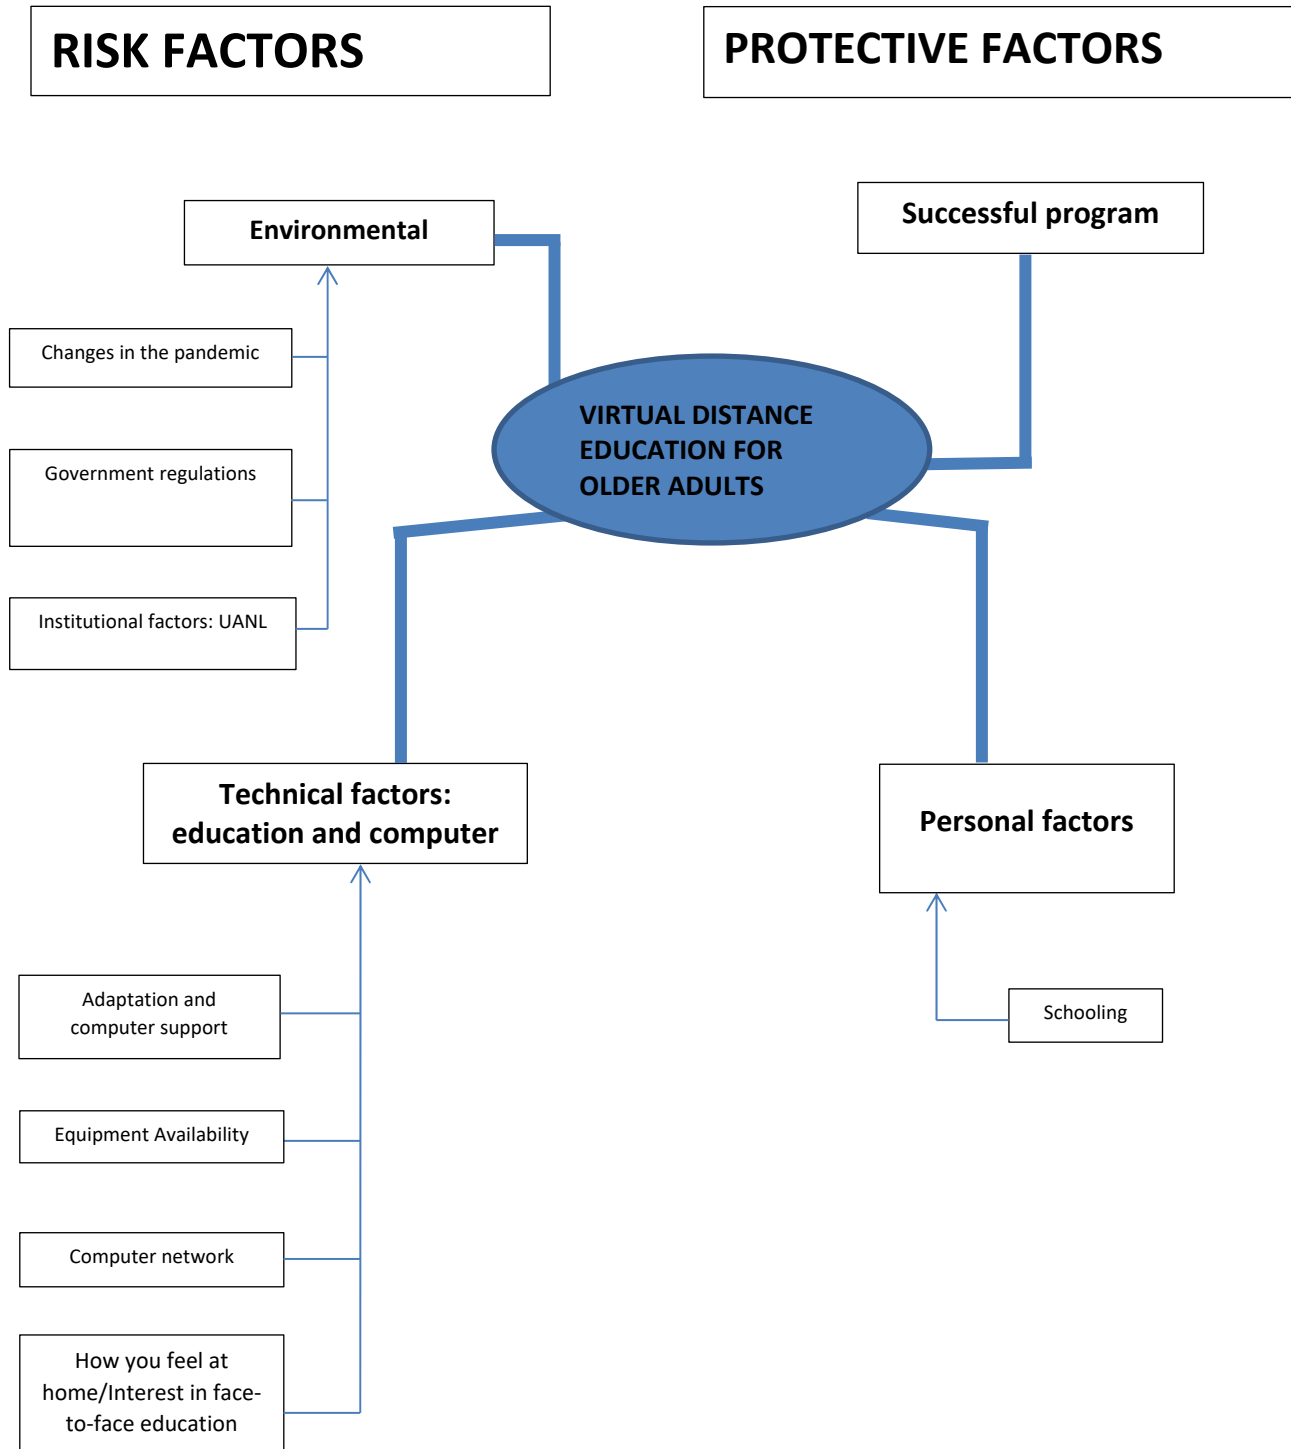 RISK FACTORS
PROTECTIVE FACTORS
Environmental
Successful program
Changes in the pandemic
Government regulations
Institutional factors: UANL
VIRTUAL DISTANCE
EDUCATION FOR
OLDER ADULTS
Technical factors:
education and computer
Personal factors
Adaptation and
computer support
Schooling
Equipment Availability
Computer network
How you feel at
home/Interest in face-
to-face education